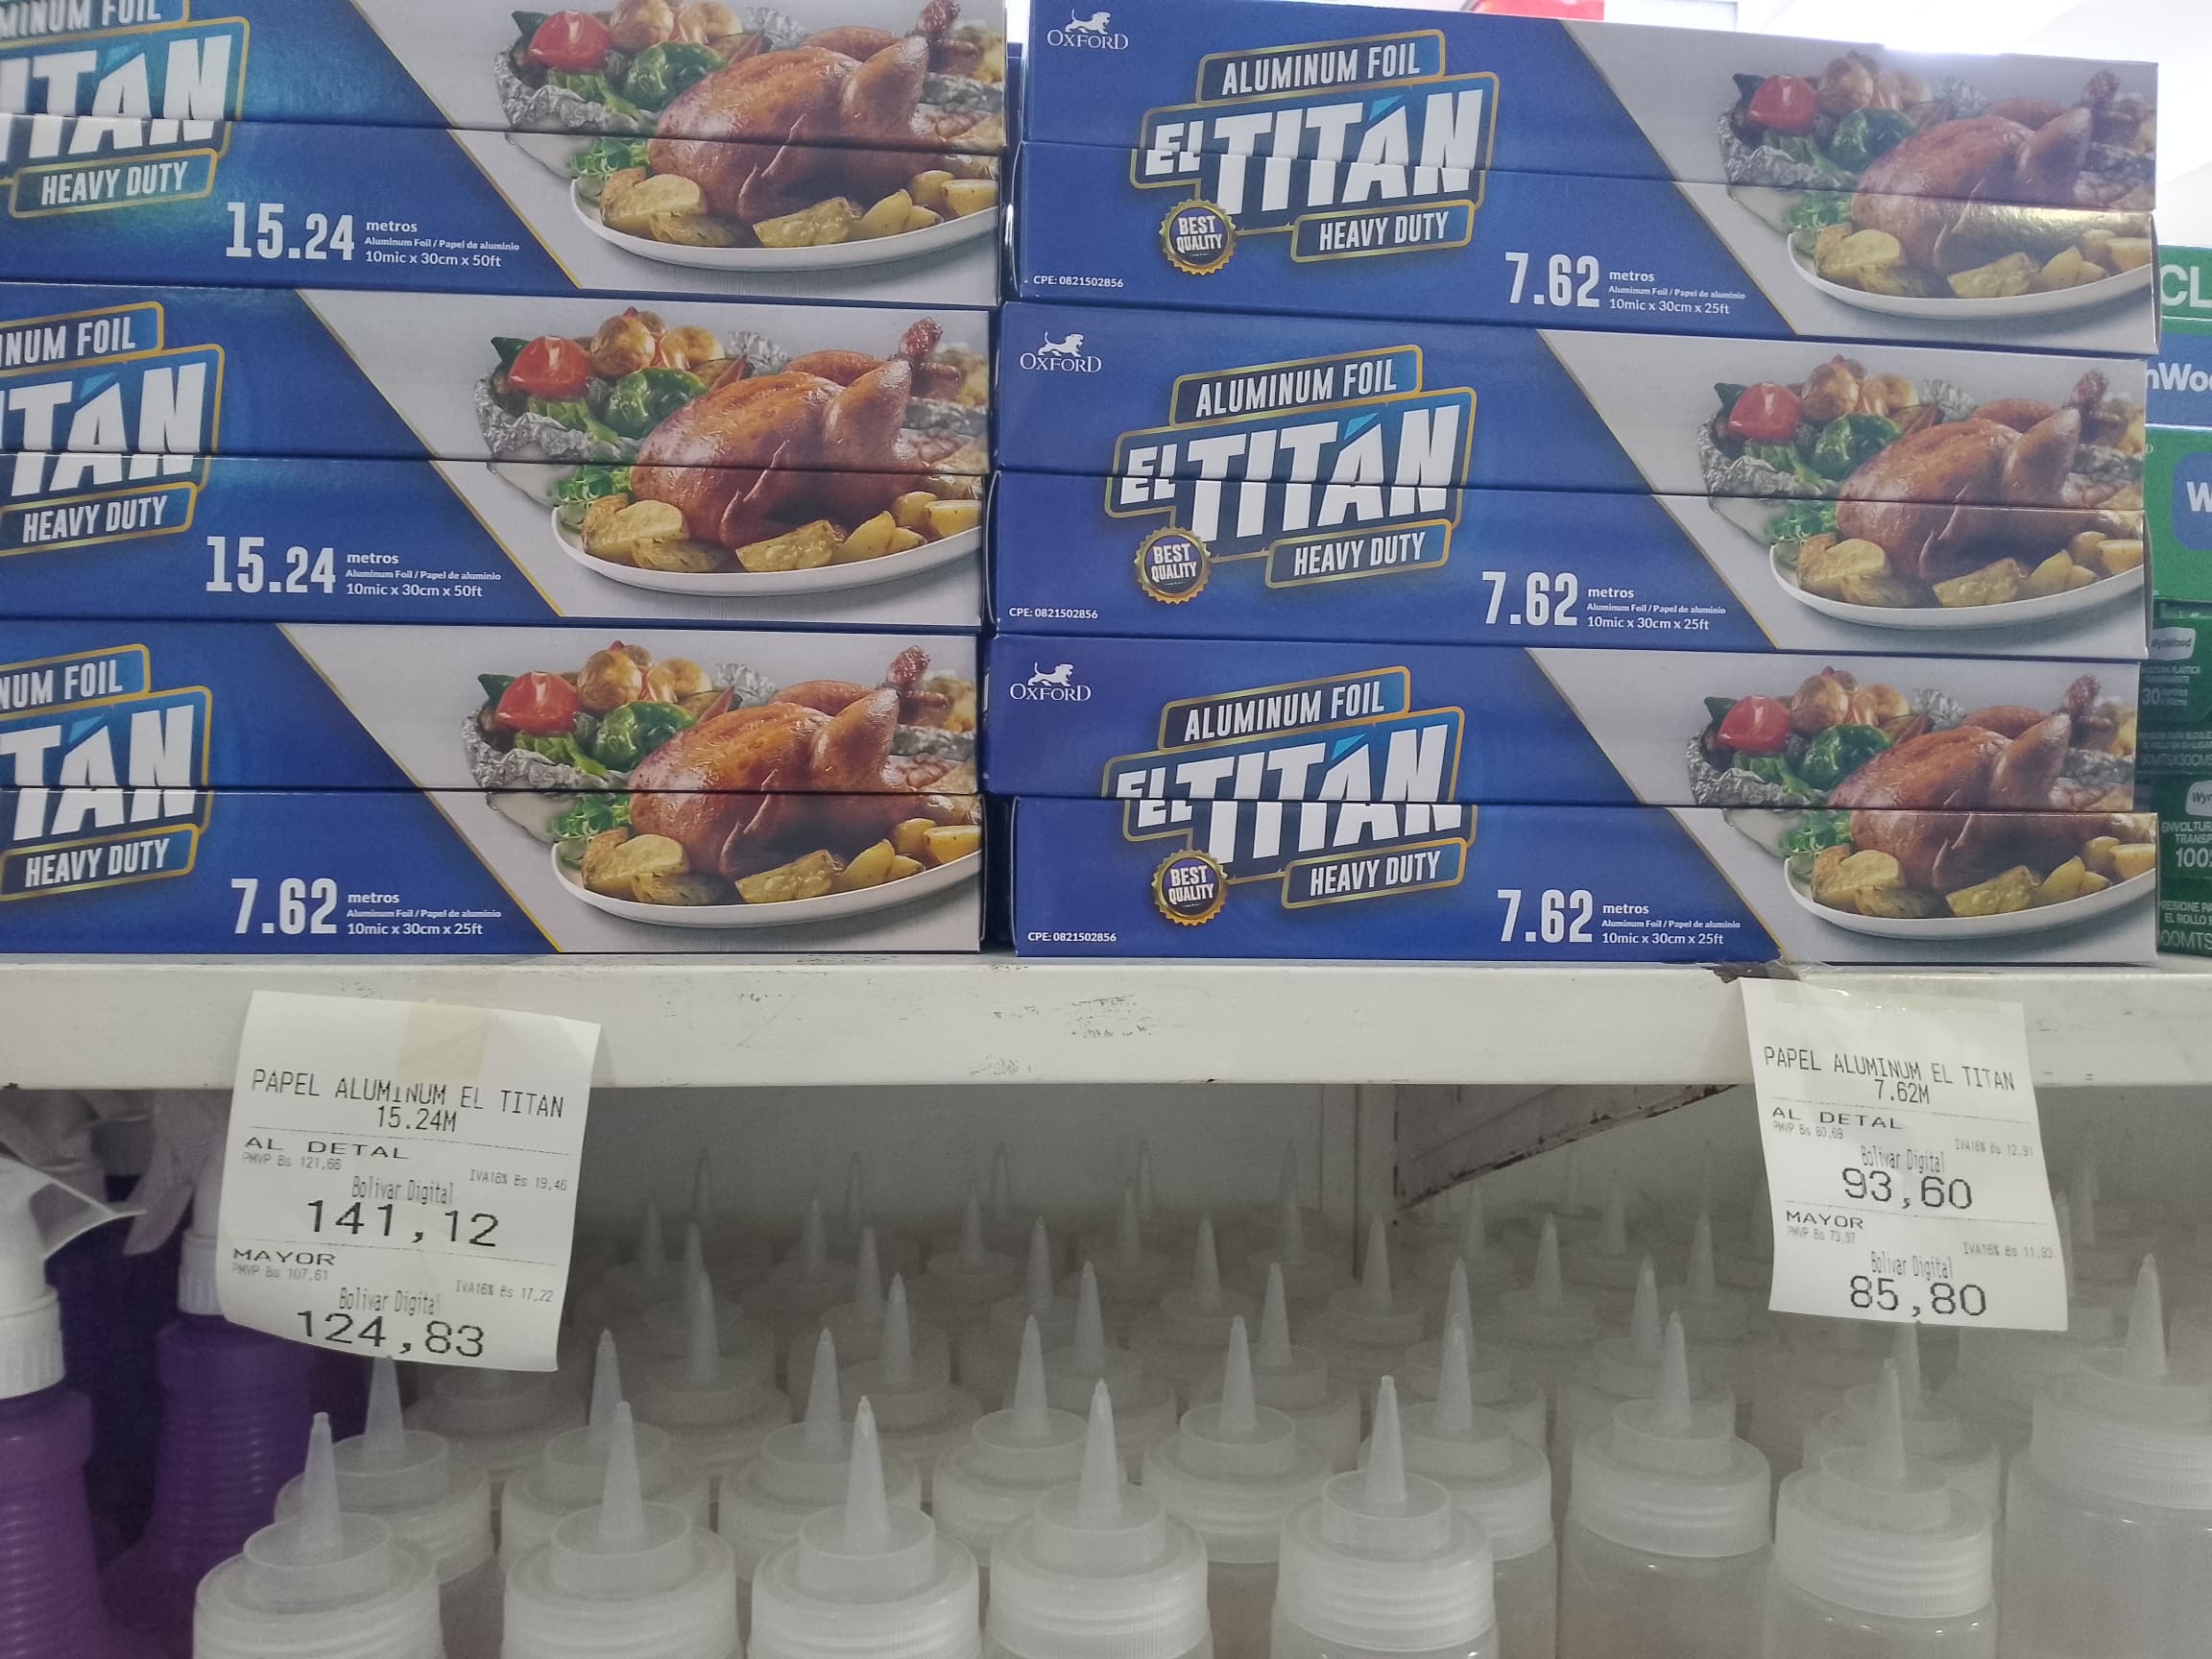 MINUM FOIL
TITÁN
HEAVY DUTY
15.24 metros
Aluminum Foil / Papel de aluminio
10mic x 30cm x 50ft
NUM FOIL
TÁN
HEAVY DUTY
15.24 metros
Aluminum Foil / Papel de aluminio
10mic x 30cm x 50ft
NUM FOIL
TÁN
HEAVY DUTY
7.62 metros
Aluminum Foil / Papel de aluminio
10mic x 30cm x 25ft
OXFORD
ALUMINUM FOIL
EL TITÁN
HEAVY DUTY
BEST
QUALITY
CPE: 0821502856
7.62 metros
Aluminum Foil / Papel de aluminio
10mic x 30cm x 25ft
OXFORD
ALUMINUM FOIL
EL TITÁN
HEAVY DUTY
BEST
QUALITY
CPE: 0821502856
7.62 metros
Aluminum Foil / Papel de aluminio
10mic x 30cm x 25ft
OXFORD
ALUMINUM FOIL
EL TITÁN
HEAVY DUTY
BEST
QUALITY
CPE: 0821502856
7.62 metros
Aluminum Foil / Papel de aluminio
10mic x 30cm x 25ft
CL
nWoo
PAPEL ALUMINUM EL TITAN
15.24M
AL DETAL
PMVP Bs 121,66 IVA16% Bs 19,46
Bolivar Digital
141,12
MAYOR
PMVP Bs 107,61 IVA16% Bs 17,22
Bolivar Digital
124,83
PAPEL ALUMINUM EL TITAN
7.62M
AL DETAL
PMVP Bs 80,69 IVA16% Bs 12,91
Bolivar Digital
93,60
MAYOR
PMVP Bs 73,97 IVA16% Bs 11,83
Bolivar Digital
85,80